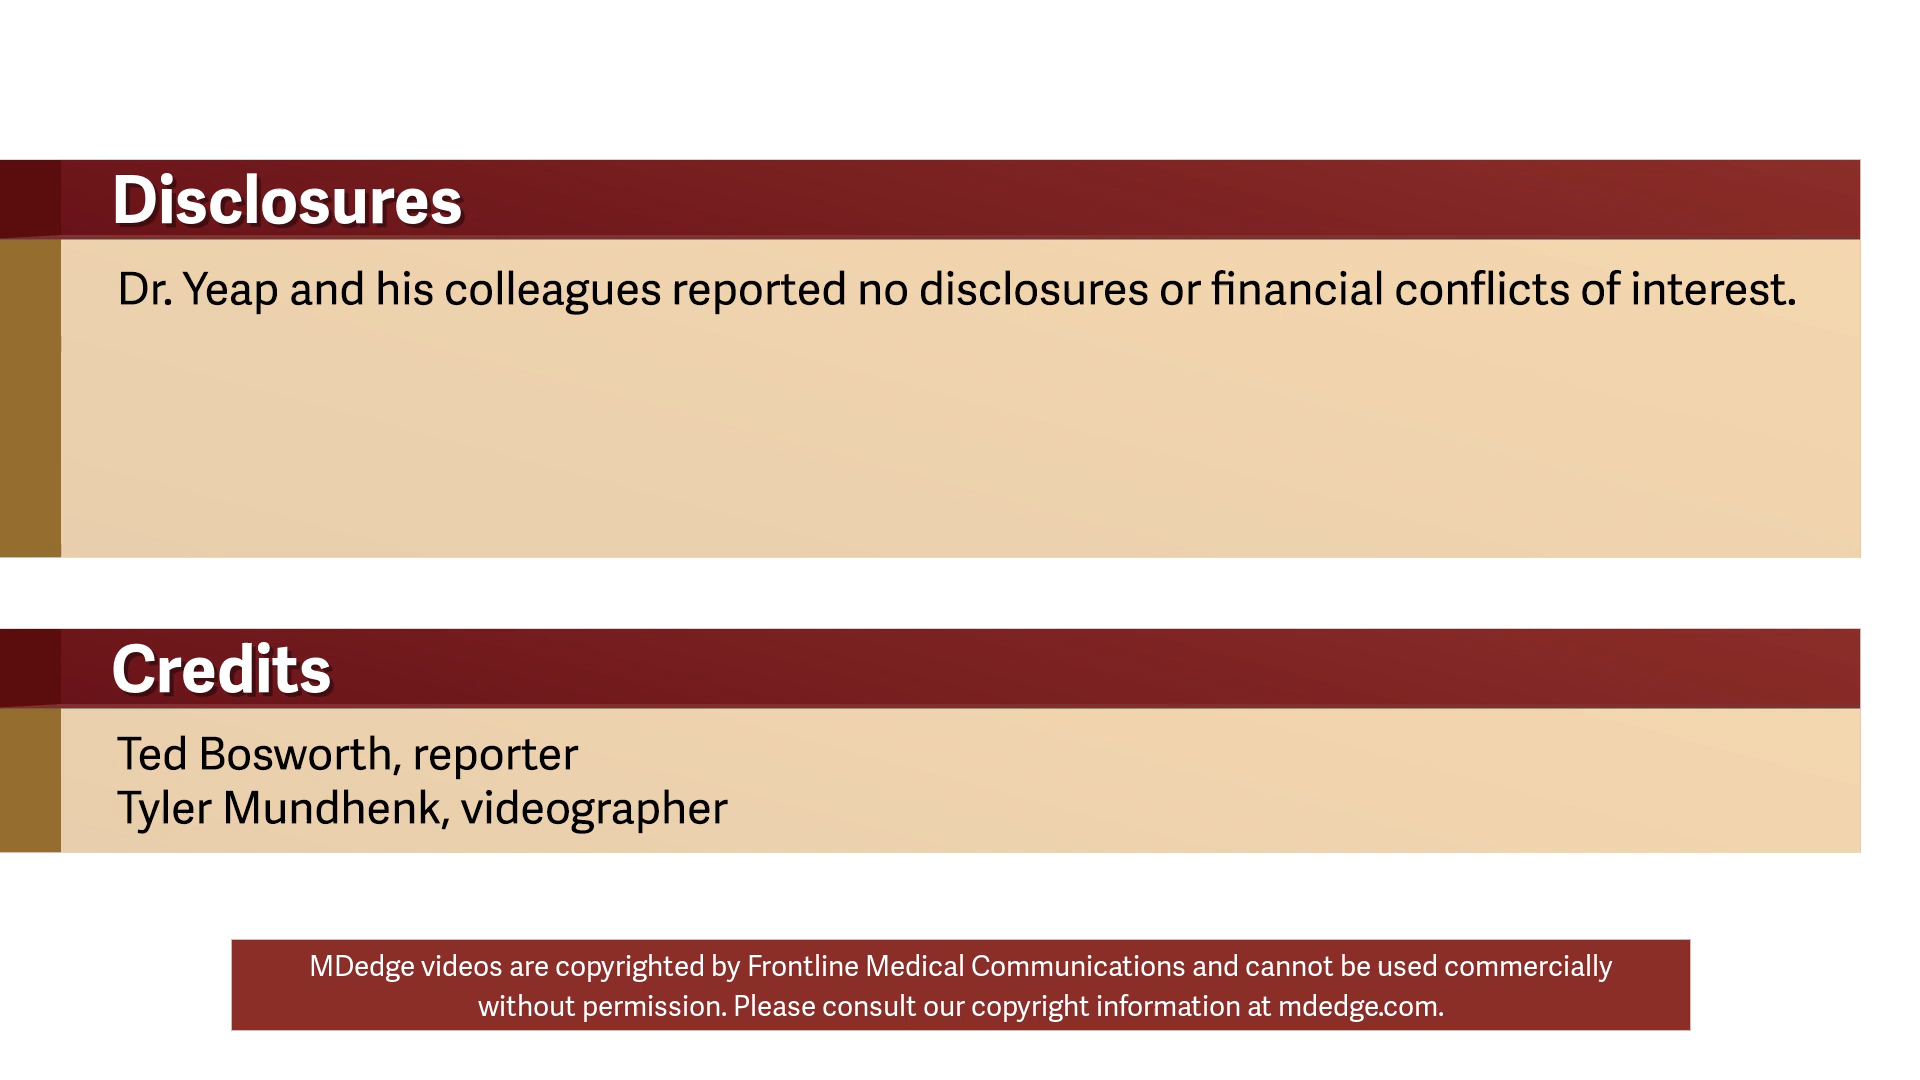 Disclosures
Dr. Yeap and his colleagues reported no disclosures or financial conflicts of interest.
Credits
Ted Bosworth, reporter
Tyler Mundhenk, videographer
MDedge videos are copyrighted by Frontline Medical Communications and cannot be used commercially
without permission. Please consult our copyright information at mdedge.com.